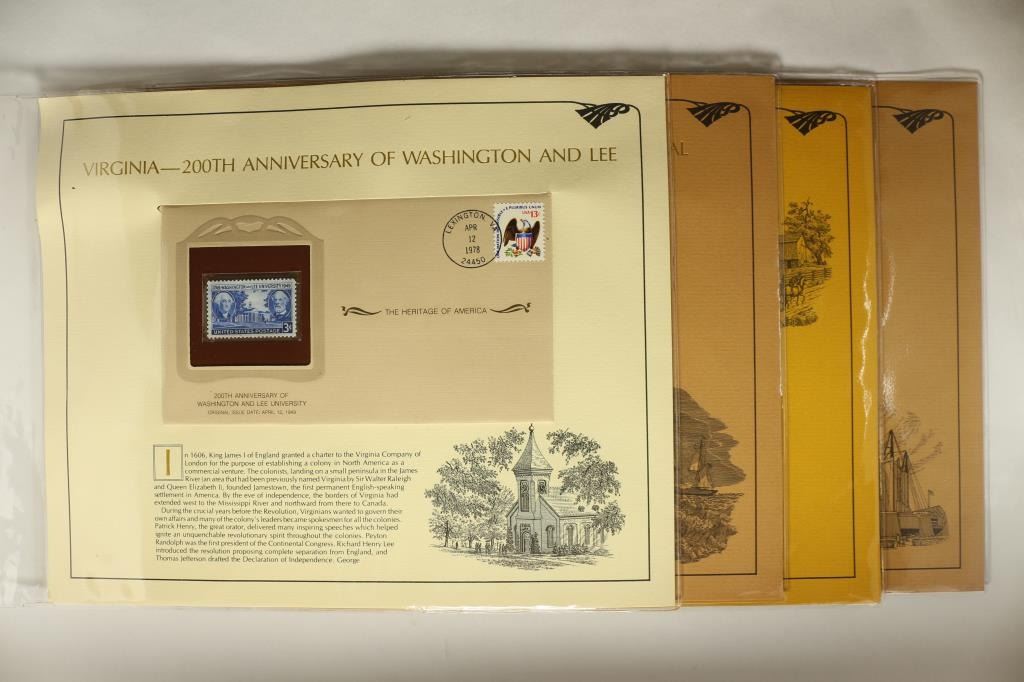 VIRGINIA—200TH ANNIVERSARY OF WASHINGTON AND LEE
AL
LEXINGTON, VA
APR
12
1978
24450
E PLURIBUS UNUM
USA 13c
1749·WASHINGTON AND LEE UNIVERSITY·1949
UNITED STATES POSTAGE 3¢
THE HERITAGE OF AMERICA
200TH ANNIVERSARY OF
WASHINGTON AND LEE UNIVERSITY
ORIGINAL ISSUE DATE: APRIL 12, 1949
In 1606, King James I of England granted a charter to the Virginia Company of
London for the purpose of establishing a colony in North America as a
commercial venture. The colonists, landing on a small peninsula in the James
River (an area that had been previously named Virginia by Sir Walter Raleigh
and Queen Elizabeth I), founded Jamestown, the first permanent English-speaking
settlement in America. By the eve of independence, the borders of Virginia had
extended west to the Mississippi River and northward from there to Canada.
During the crucial years before the Revolution, Virginians wanted to govern their
own affairs and many of the colony's leaders became spokesmen for all the colonies.
Patrick Henry, the great orator, delivered many inspiring speeches which helped
ignite an unquenchable revolutionary spirit throughout the colonies. Peyton
Randolph was the first president of the Continental Congress, Richard Henry Lee
introduced the resolution proposing complete separation from England, and
Thomas Jefferson drafted the Declaration of Independence. George